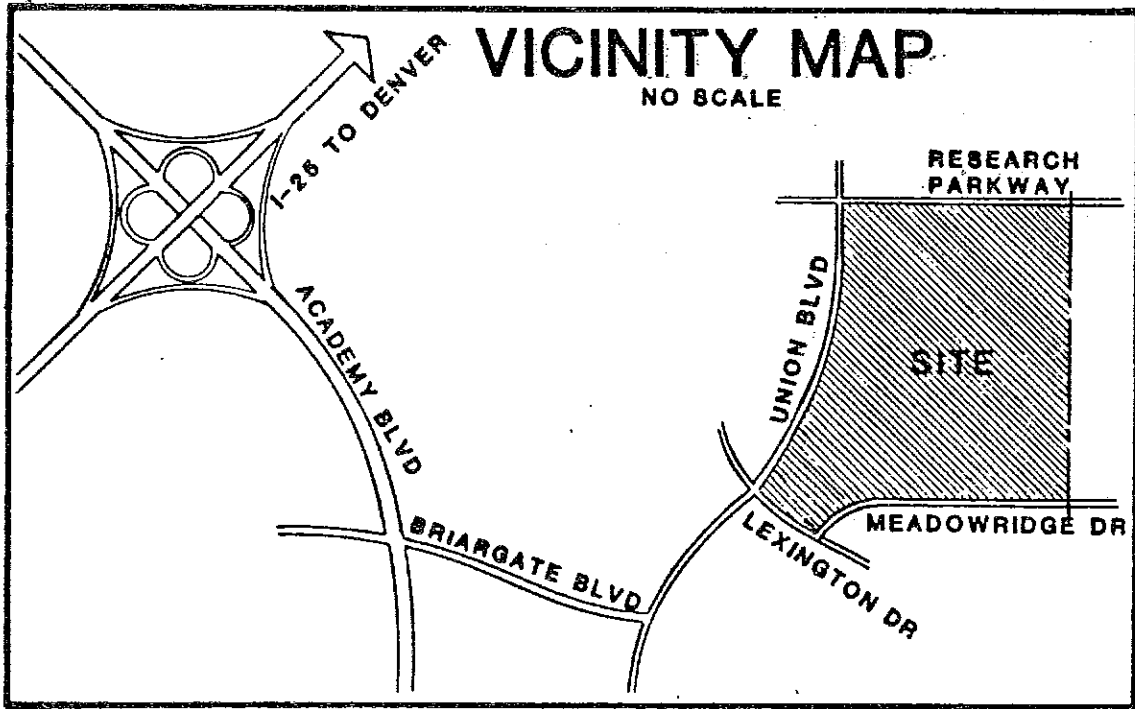 VICINITY MAP
NO SCALE
I-25 TO DENVER
RESEARCH
PARKWAY
ACADEMY BLVD
UNION BLVD
SITE
BRIARGATE BLVD
LEXINGTON DR
MEADOWRIDGE DR